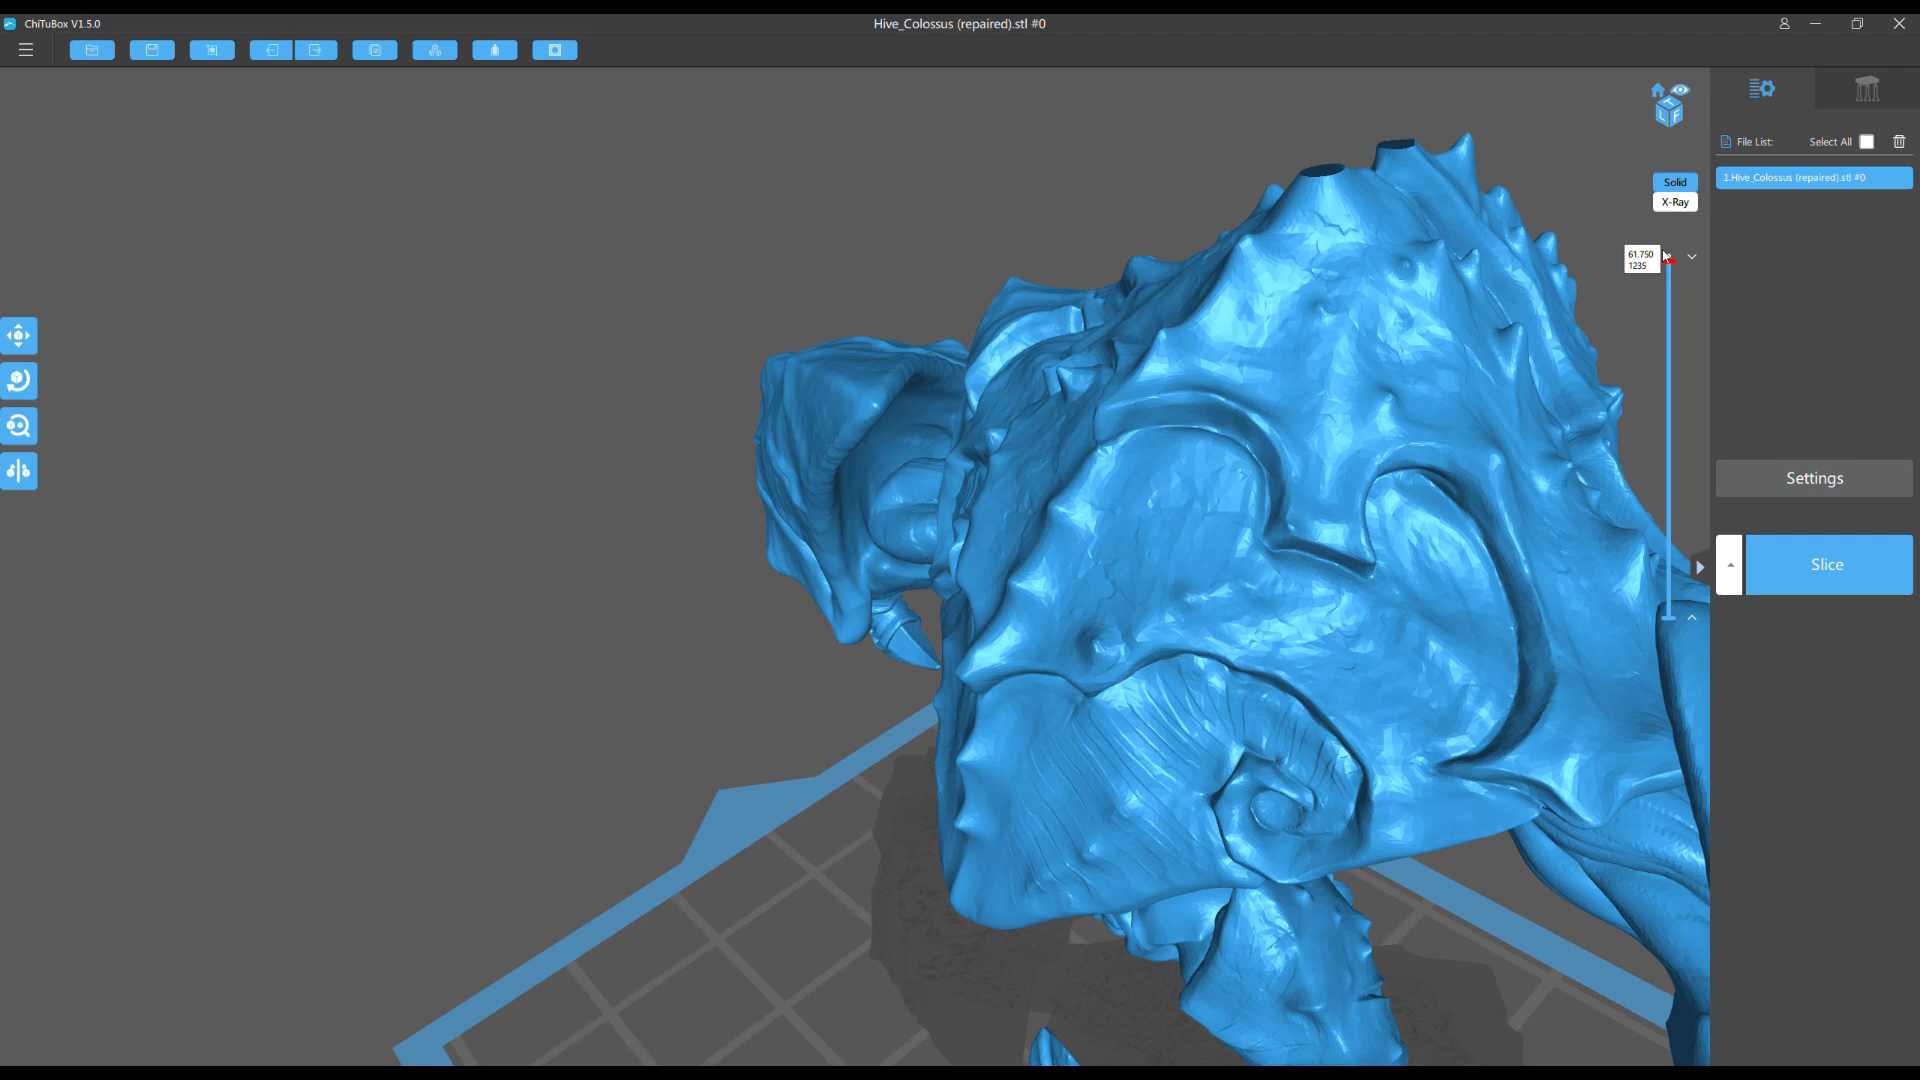 ChiTuBox V1.5.0
Hive_Colossus (repaired).stl #0
T
L F
File List:
Select All
1.Hive_Colossus (repaired).stl #0
Solid
X-Ray
61.750
1235
Settings
Slice